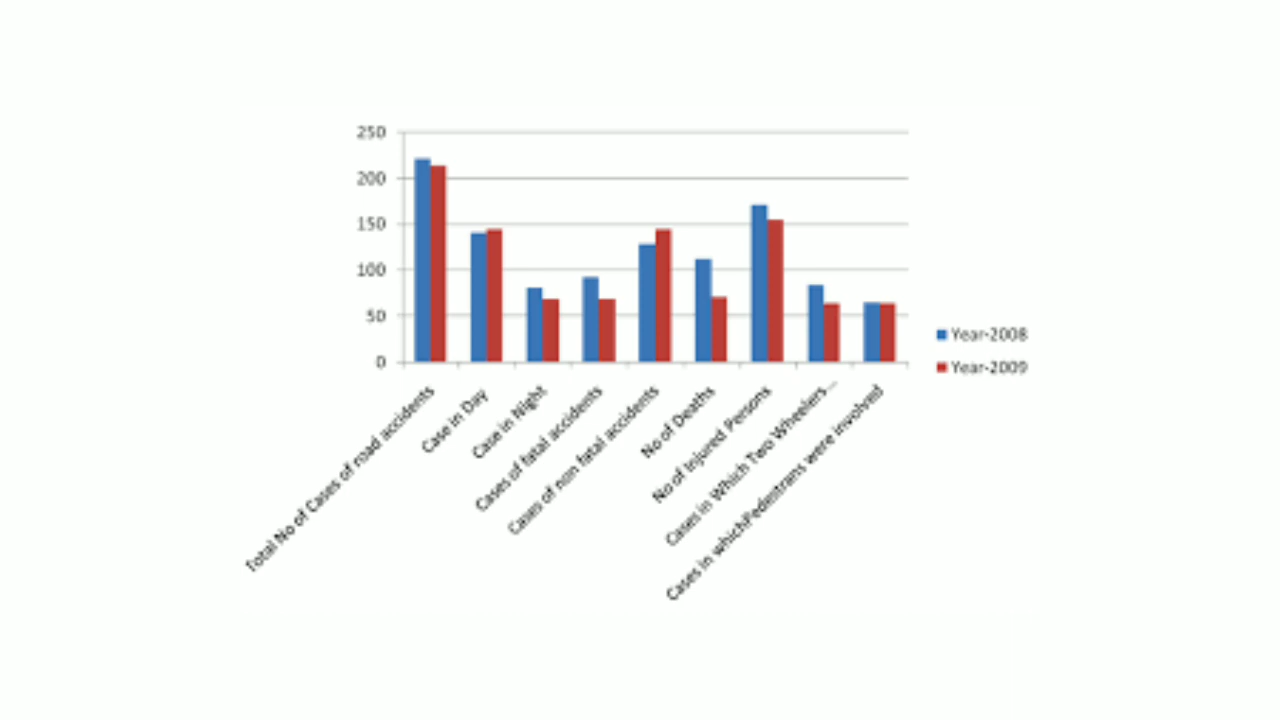 250
200
150
100
50
0
Year-2008
Year-2009
Total No of Cases of road accidents
Case in Day
Case in Night
Cases of fatal accidents
Cases of non fatal accidents
No of Deaths
No of Injured Persons
Cases in Which Two Wheelers...
Cases in whichPedestrans were involved